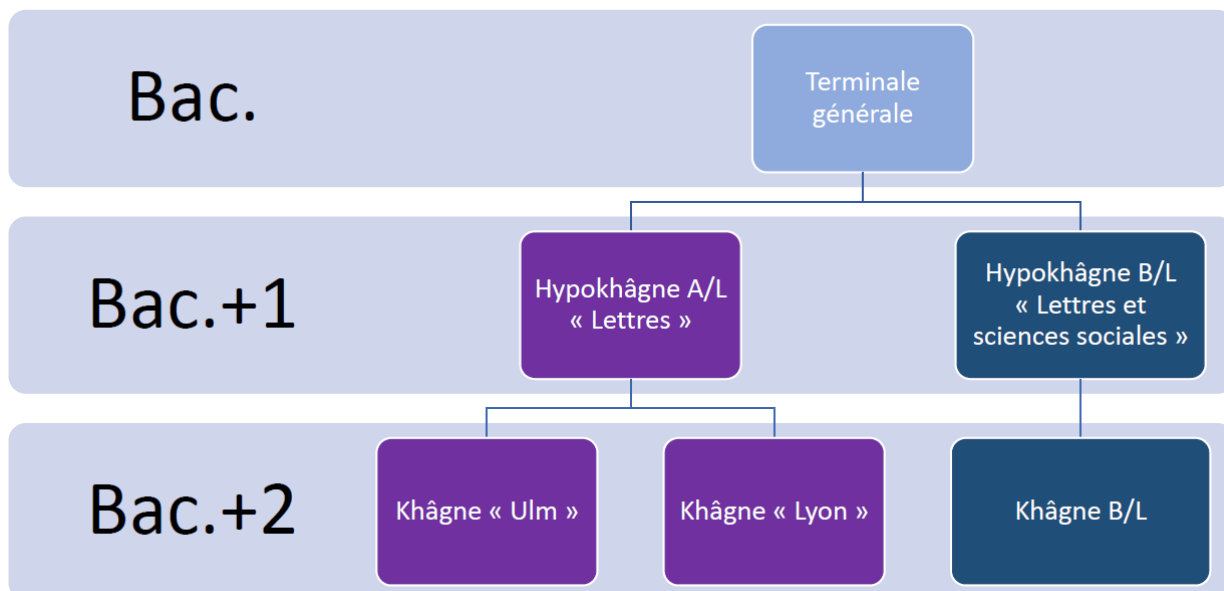 Bac.
Terminale
générale
Bac.+1
Hypokhâgne A/L
« Lettres »
Hypokhâgne B/L
« Lettres et
sciences sociales »
Bac.+2
Khâgne « Ulm »
Khâgne « Lyon »
Khâgne B/L